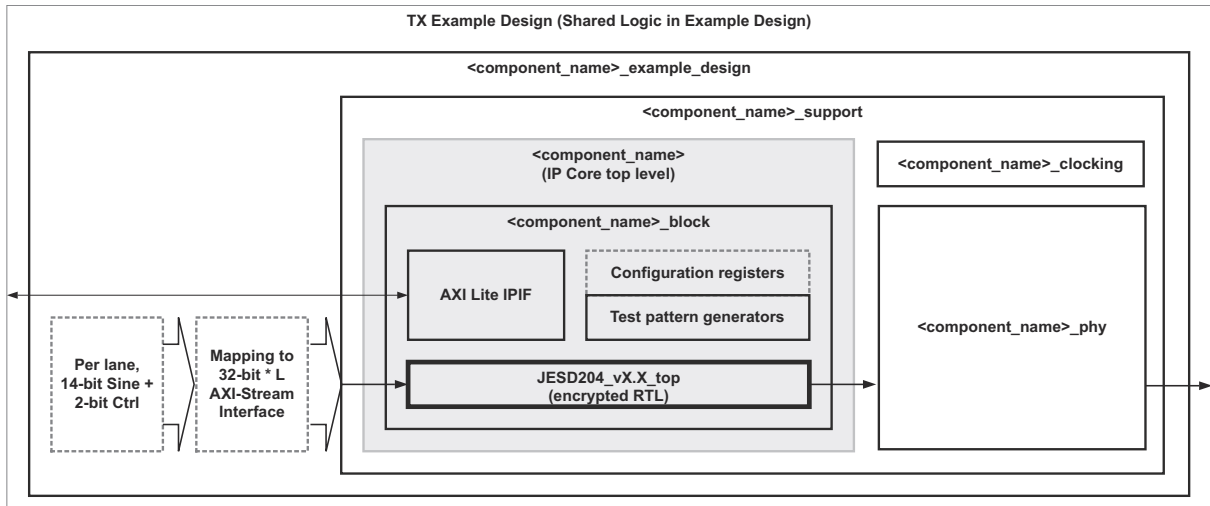 TX Example Design (Shared Logic in Example Design)
<component_name>_example_design
<component_name>_support
<component_name>
(IP Core top level)
<component_name>_clocking
<component_name>_block
AXI Lite IPIF
Configuration registers
Test pattern generators
<component_name>_phy
Per lane,
14-bit Sine +
2-bit Ctrl
Mapping to
32-bit * L
AXI-Stream
Interface
JESD204_vX.X_top
(encrypted RTL)